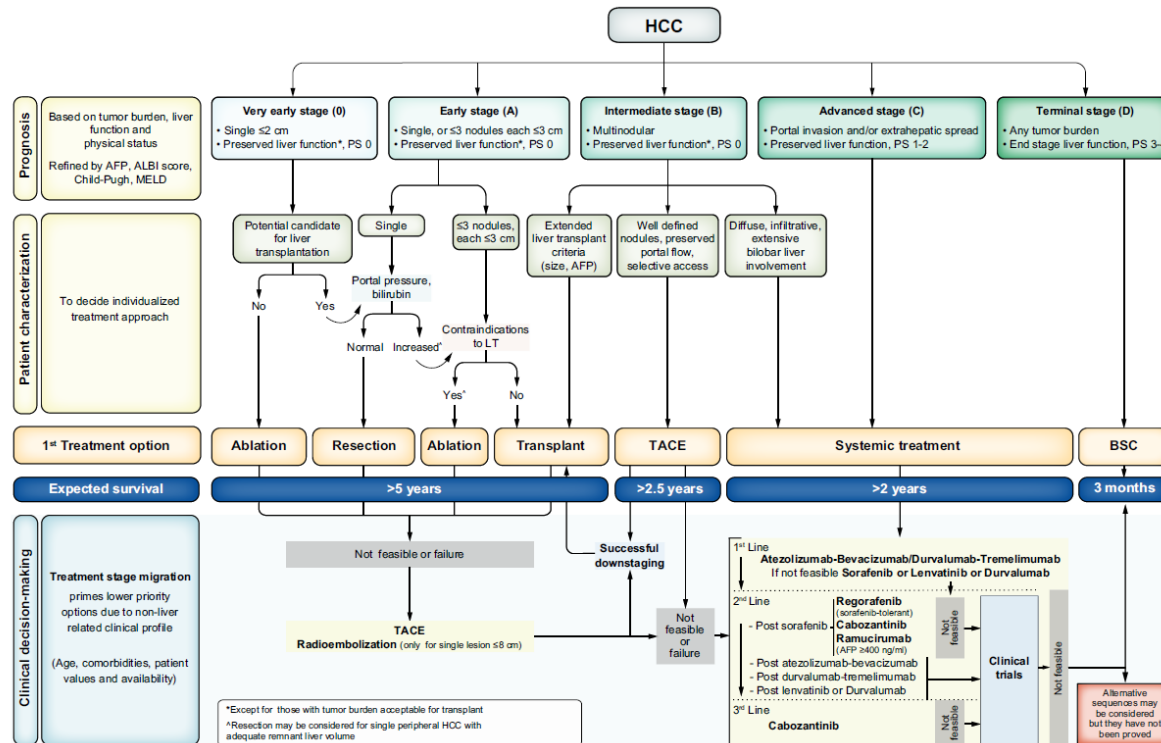 HCC
Prognosis
Based on tumor burden, liver
function and
physical status
Refined by AFP, ALBI score,
Child-Pugh, MELD
Very early stage (0)
• Single ≤2 cm
• Preserved liver function*, PS 0
Early stage (A)
• Single, or ≤3 nodules each ≤3 cm
• Preserved liver function*, PS 0
Intermediate stage (B)
• Multinodular
• Preserved liver function*, PS 0
Advanced stage (C)
• Portal invasion and/or extrahepatic spread
• Preserved liver function, PS 1-2
Terminal stage (D)
• Any tumor burden
• End stage liver function, PS 3-
Patient characterization
To decide individualized
treatment approach
Potential candidate
for liver
transplantation
Single
≤3 nodules,
each ≤3 cm
Extended
liver transplant
criteria
(size, AFP)
Well defined
nodules, preserved
portal flow,
selective access
Diffuse, infiltrative,
extensive
bilobar liver
involvement
No
Yes
Portal pressure,
bilirubin
Normal
Increased^
Contraindications
to LT
Yes^
No
1st Treatment option
Ablation
Resection
Ablation
Transplant
TACE
Systemic treatment
BSC
Expected survival
>5 years
>2.5 years
>2 years
3 months
Clinical decision-making
Treatment stage migration
primes lower priority
options due to non-liver
related clinical profile
(Age, comorbidities, patient
values and availability)
Not feasible or failure
TACE
Radioembolization (only for single lesion ≤8 cm)
Successful
downstaging
Not
feasible
or
failure
1st Line
Atezolizumab-Bevacizumab/Durvalumab-Tremelimumab
If not feasible Sorafenib or Lenvatinib or Durvalumab
2nd Line
- Post sorafenib
Regorafenib
(sorafenib-tolerant)
Cabozantinib
Ramucirumab
(AFP ≥400 ng/ml)
- Post atezolizumab-bevacizumab
- Post durvalumab-tremelimumab
- Post lenvatinib or Durvalumab
3rd Line
Cabozantinib
Not
feasible
Not
feasible
Clinical
trials
Not feasible
Alternative
sequences may
be considered
but they have not
been proved
*Except for those with tumor burden acceptable for transplant
^Resection may be considered for single peripheral HCC with
adequate remnant liver volume